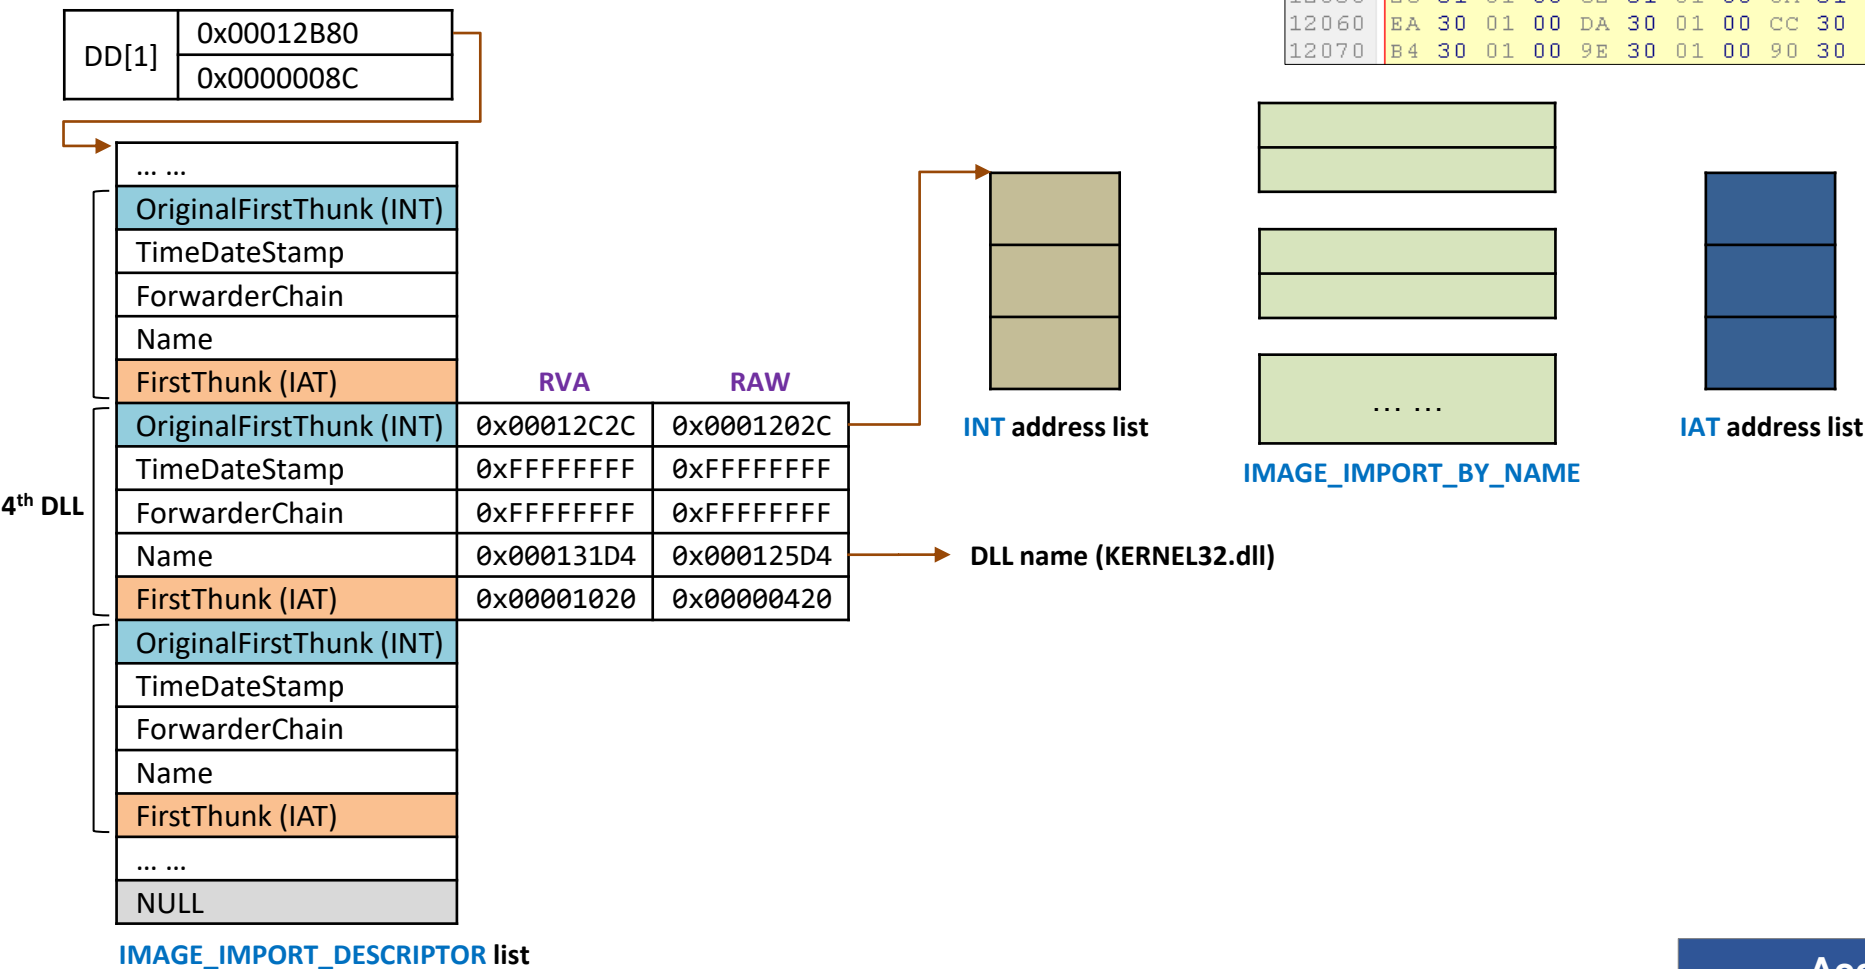 DD[1]
0x00012B80
0x0000008C
12060 EA 30 01 00 DA 30 01 00 CC 30
12070 B4 30 01 00 9E 30 01 00 90 30
... ...
OriginalFirstThunk (INT)
TimeDateStamp
ForwarderChain
Name
FirstThunk (IAT)
RVA RAW
4th DLL
OriginalFirstThunk (INT) 0x00012C2C 0x0001202C
TimeDateStamp 0xFFFFFFFF 0xFFFFFFFF
ForwarderChain 0xFFFFFFFF 0xFFFFFFFF
Name 0x000131D4 0x000125D4
FirstThunk (IAT) 0x00001020 0x00000420
OriginalFirstThunk (INT)
TimeDateStamp
ForwarderChain
Name
FirstThunk (IAT)
... ...
NULL
IMAGE_IMPORT_DESCRIPTOR list
INT address list
DLL name (KERNEL32.dll)
... ...
IMAGE_IMPORT_BY_NAME
IAT address list